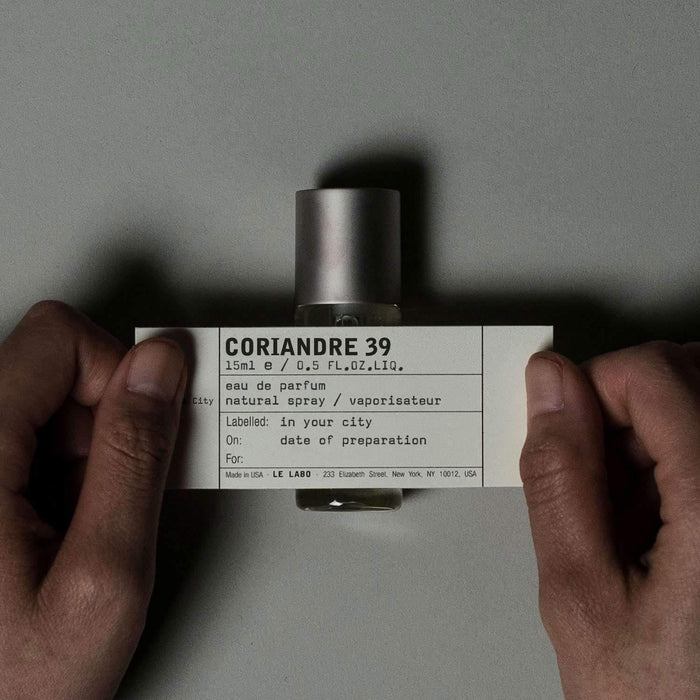 CORIANDRE 39
15ml e / 0.5 FL.OZ.LIQ.
eau de parfum
natural spray / vaporisateur
City
Labelled: in your city
On: date of preparation
For:
Made in USA · LE LABO · 233 Elizabeth Street, New York, NY 10012, USA